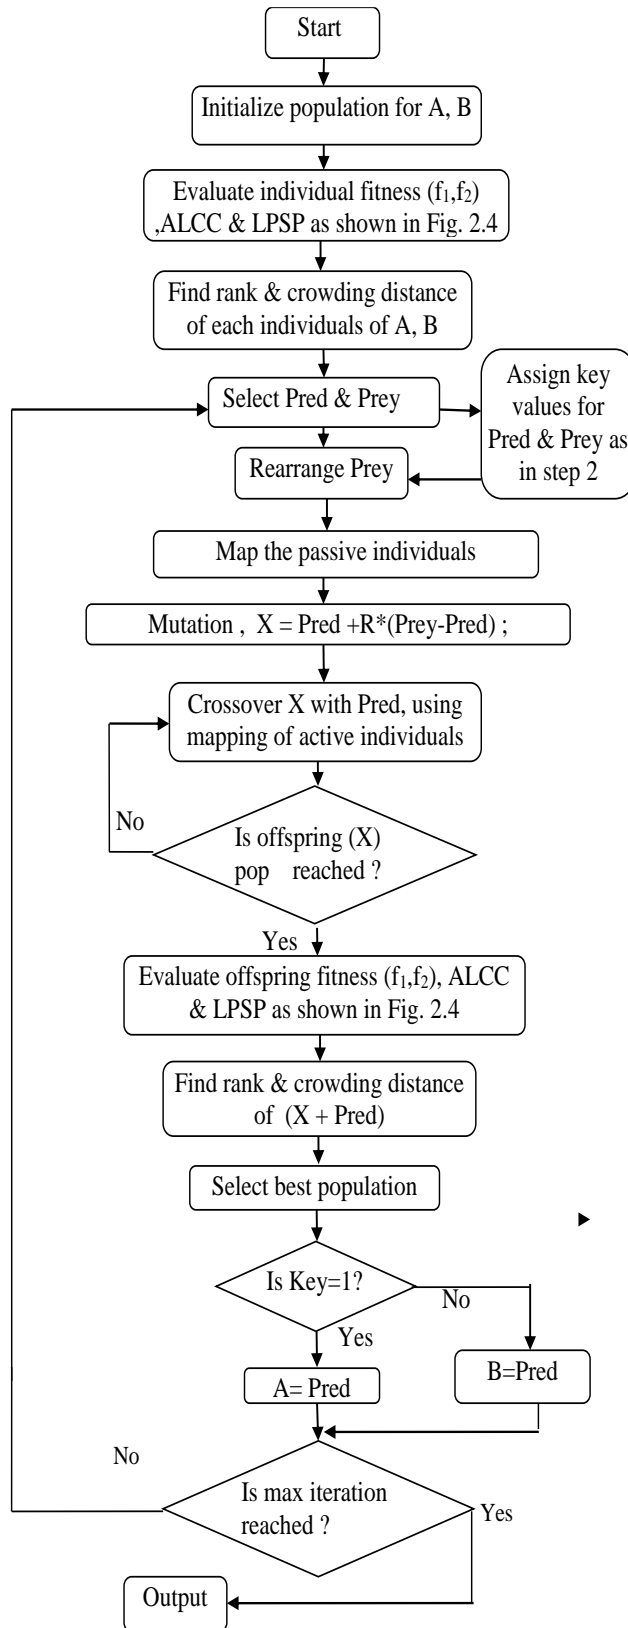 Start
Initialize population for A, B
Evaluate individual fitness (f₁,f₂)
,ALCC & LPSP as shown in Fig. 2.4
Find rank & crowding distance
of each individuals of A, B
Select Pred & Prey
Assign key
values for
Pred & Prey as
in step 2
Rearrange Prey
Map the passive individuals
Mutation , X = Pred +R*(Prey-Pred) ;
Crossover X with Pred, using
mapping of active individuals
No
Is offspring (X)
pop reached ?
Yes
Evaluate offspring fitness (f₁,f₂), ALCC
& LPSP as shown in Fig. 2.4
Find rank & crowding distance
of (X + Pred)
Select best population
Is Key=1?
No
Yes
A= Pred
B=Pred
No
Is max iteration
reached ?
Yes
Output